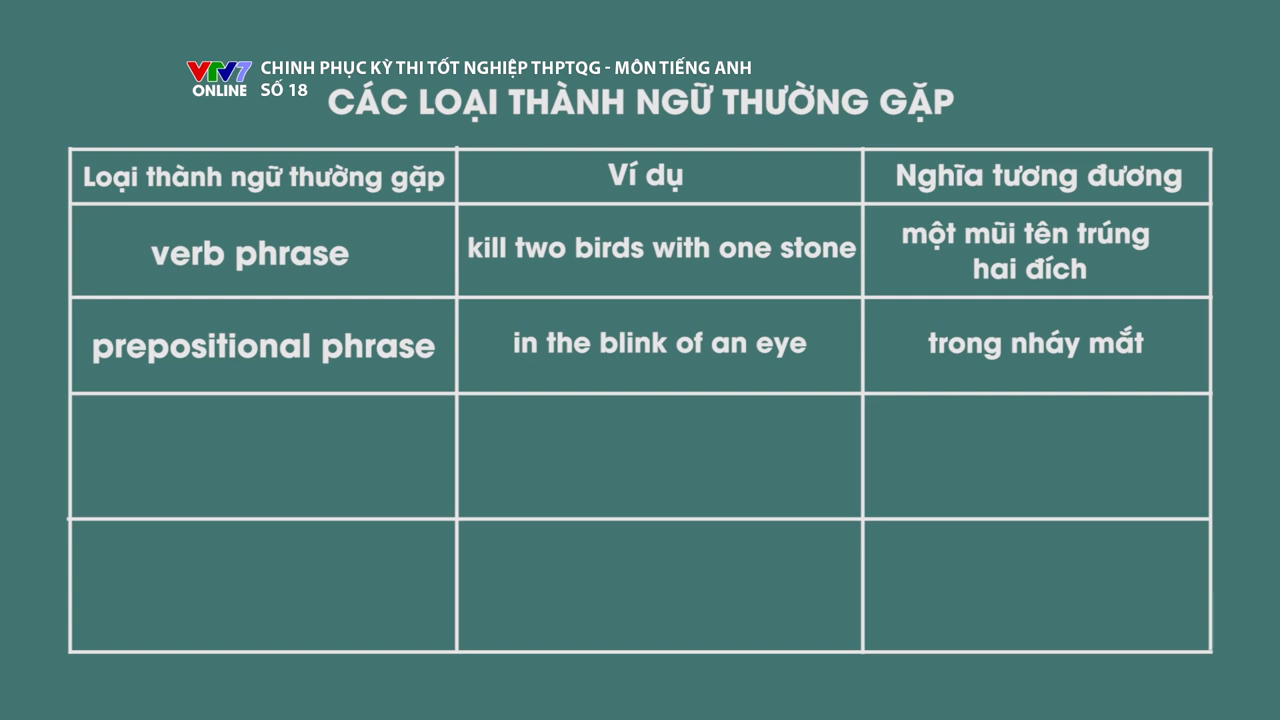 VTV7 CHINH PHỤC KỲ THI TỐT NGHIỆP THPTQG - MÔN TIẾNG ANH
ONLINE SỐ 18
CÁC LOẠI THÀNH NGỮ THƯỜNG GẶP
Loại thành ngữ thường gặp Ví dụ Nghĩa tương đương
verb phrase kill two birds with one stone một mũi tên trúng
hai đích
prepositional phrase in the blink of an eye trong nháy mắt